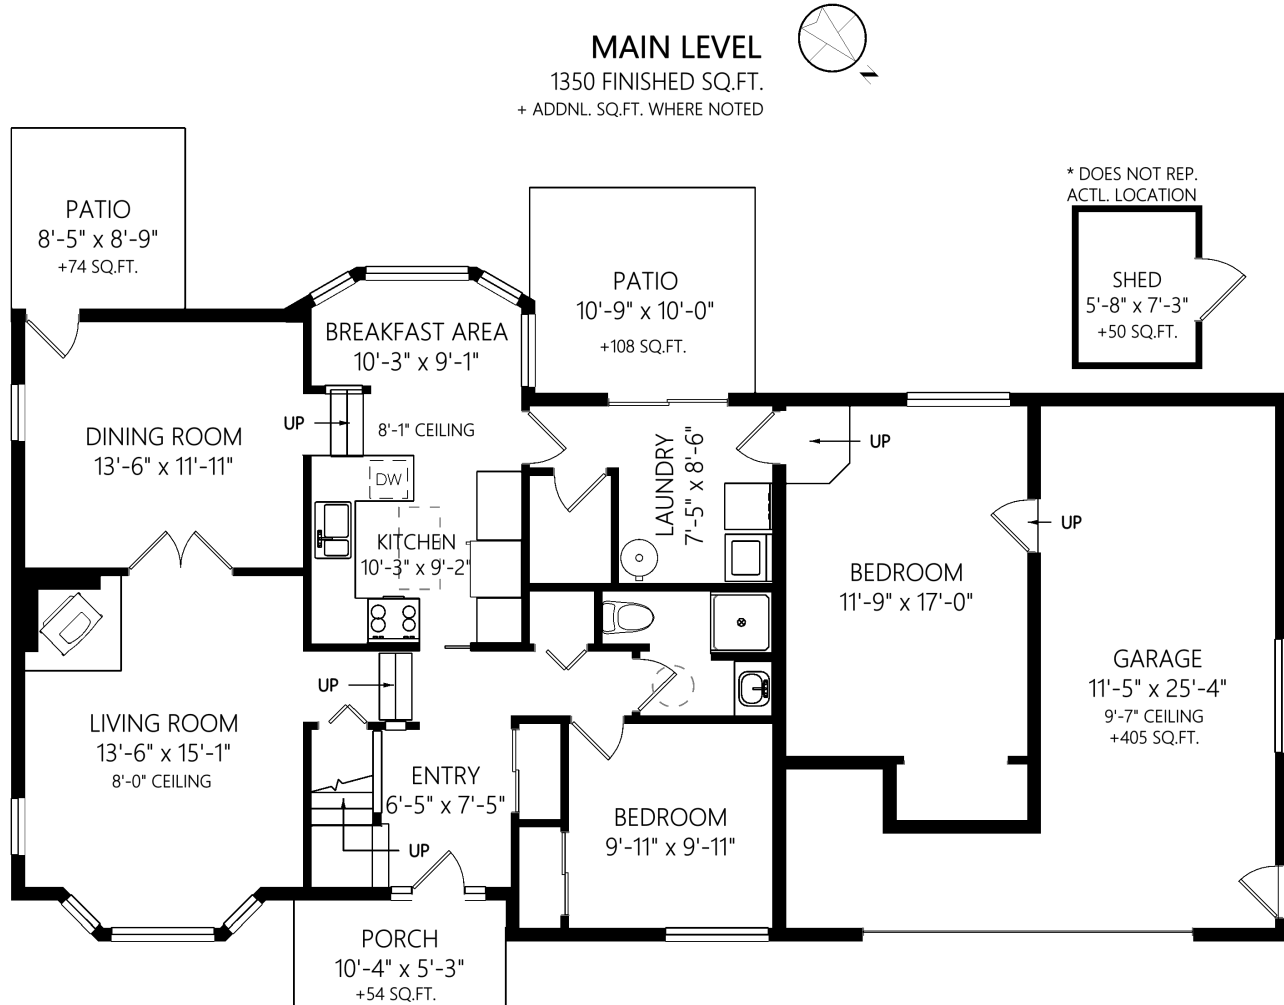 MAIN LEVEL
1350 FINISHED SQ.FT.
+ ADDNL. SQ.FT. WHERE NOTED
N
* DOES NOT REP.
ACTL. LOCATION
SHED
5'-8" x 7'-3"
+50 SQ.FT.
PATIO
8'-5" x 8'-9"
+74 SQ.FT.
PATIO
10'-9" x 10'-0"
+108 SQ.FT.
BREAKFAST AREA
10'-3" x 9'-1"
8'-1" CEILING
UP
DINING ROOM
13'-6" x 11'-11"
DW
KITCHEN
10'-3" x 9'-2"
LAUNDRY
7'-5" x 8'-6"
UP
UP
BEDROOM
11'-9" x 17'-0"
GARAGE
11'-5" x 25'-4"
9'-7" CEILING
+405 SQ.FT.
UP
LIVING ROOM
13'-6" x 15'-1"
8'-0" CEILING
ENTRY
6'-5" x 7'-5"
UP
BEDROOM
9'-11" x 9'-11"
PORCH
10'-4" x 5'-3"
+54 SQ.FT.